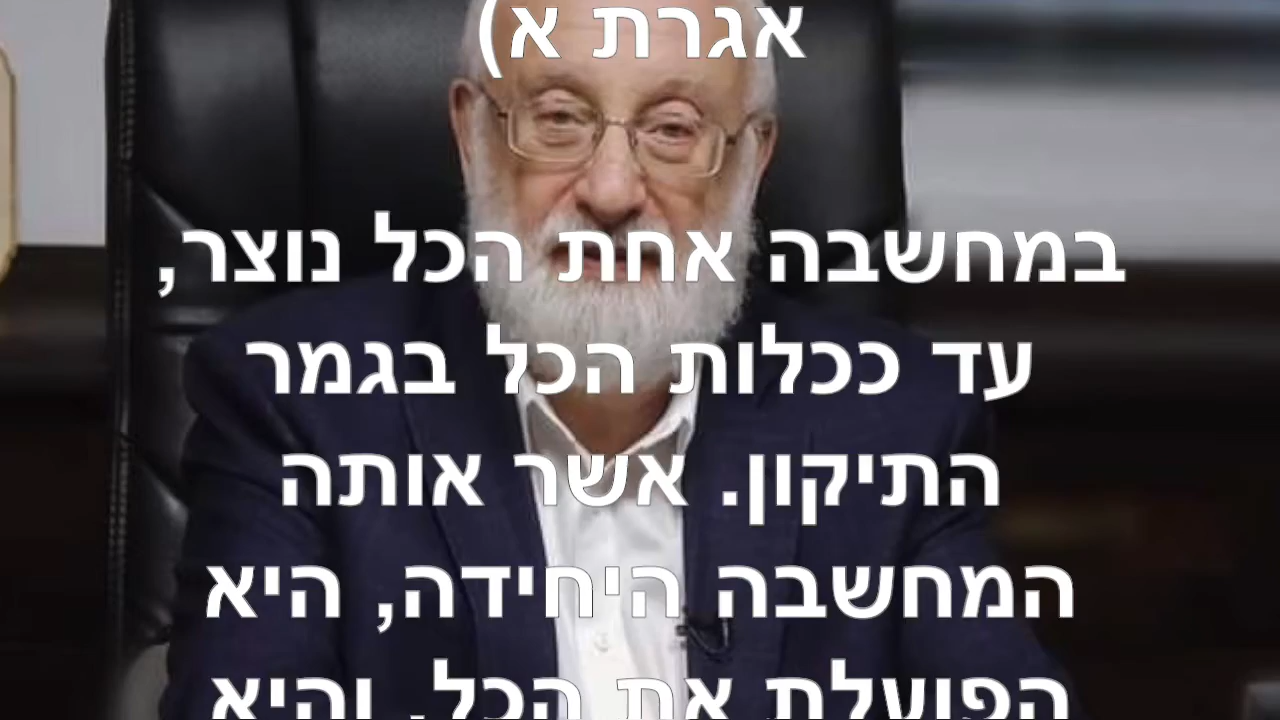 אגרת א)
במחשבה אחת הכל נוצר,
עד ככלות הכל בגמר
התיקון. אשר אותה
המחשבה היחידה, היא
הפועלת את הכל, והיא